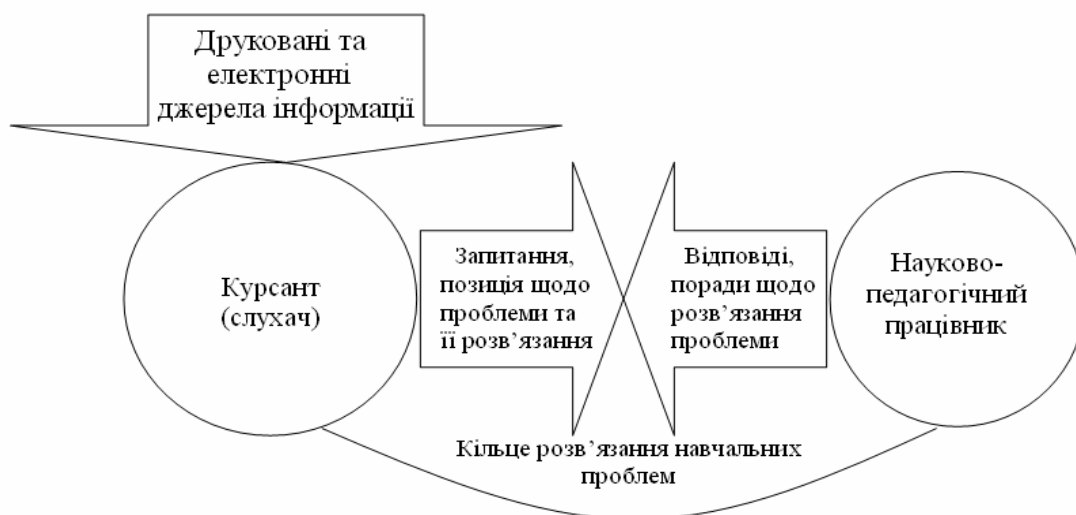 Друковані та
електронні
джерела інформації
Курсант
(слухач)
Запитання,
позиція щодо
проблеми та
її розв’язання
Відповіді,
поради щодо
розв’язання
проблеми
Науково-
педагогічний
працівник
Кільце розв’язання навчальних
проблем